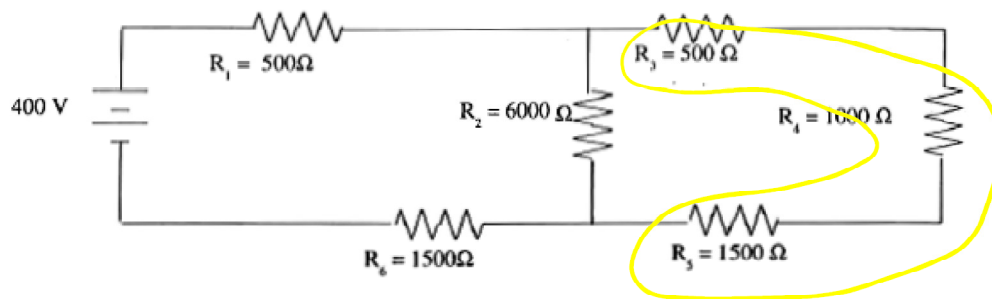 R₃ = 500 Ω
R₁ = 500Ω
400 V
R₂ = 6000 Ω
R₄ = 1000 Ω
R₆ = 1500Ω
R₅ = 1500 Ω